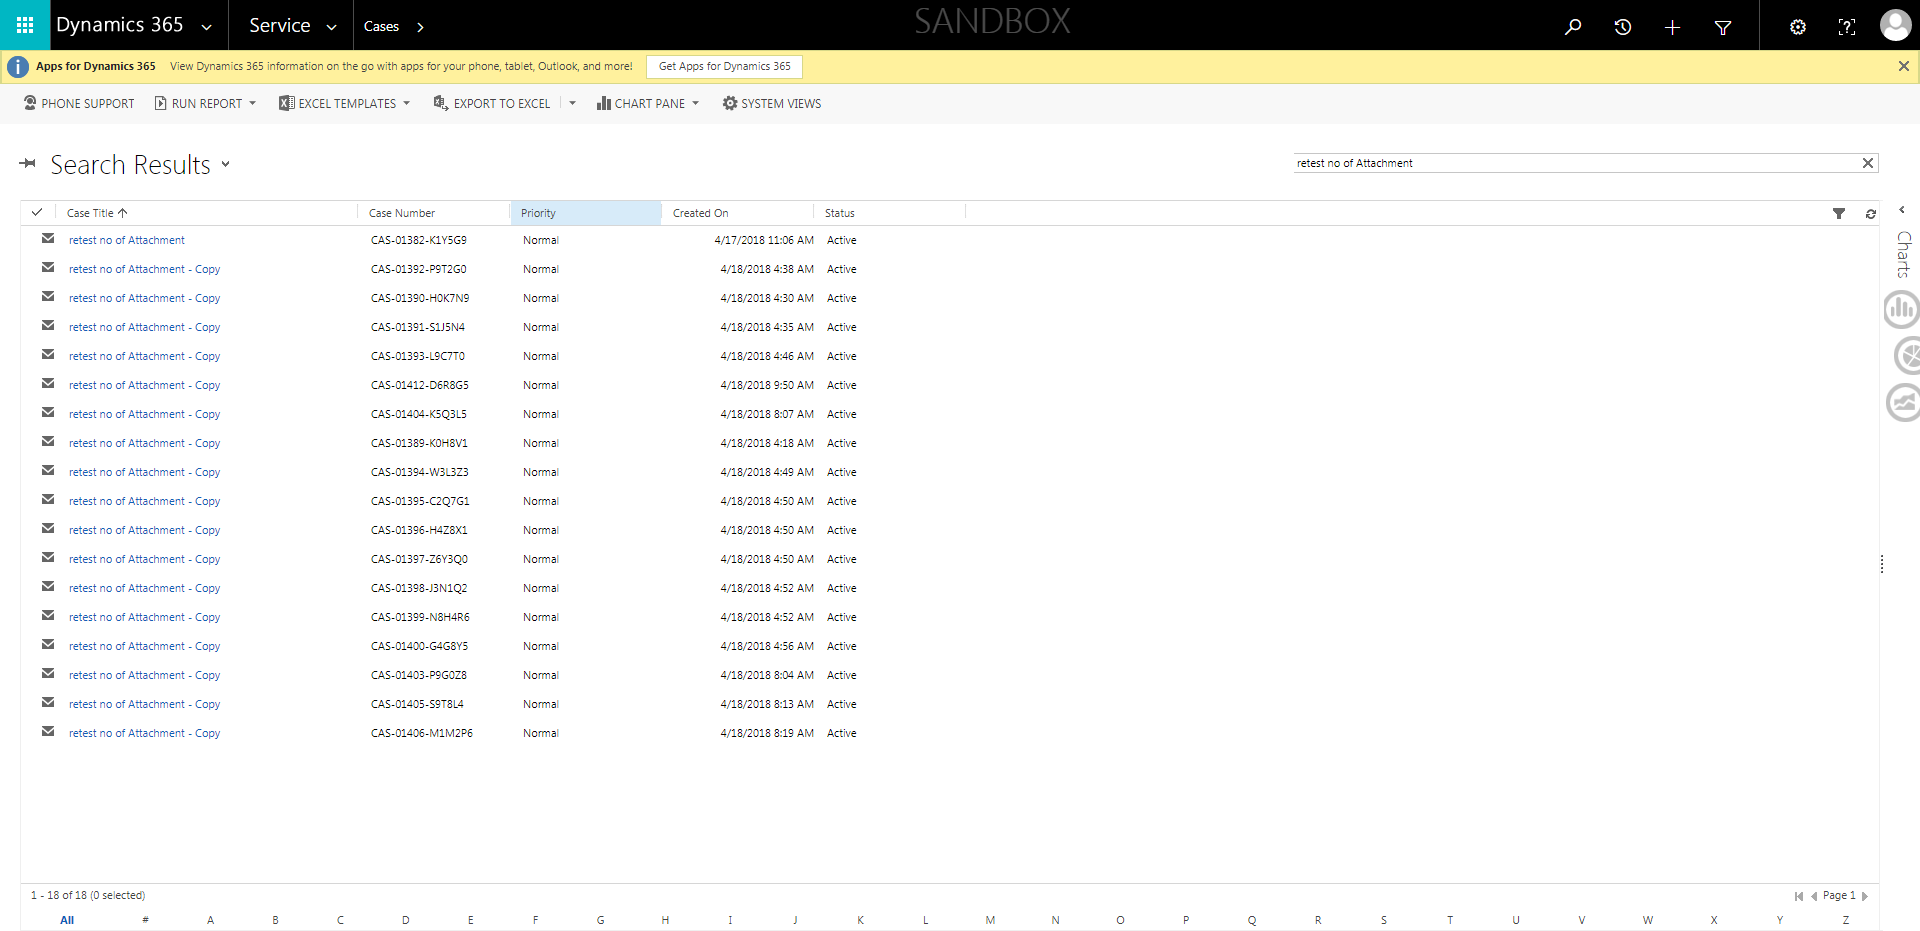 Dynamics 365 Service Cases SANDBOX
Apps for Dynamics 365 View Dynamics 365 information on the go with apps for your phone, tablet, Outlook, and more! Get Apps for Dynamics 365
PHONE SUPPORT RUN REPORT EXCEL TEMPLATES EXPORT TO EXCEL CHART PANE SYSTEM VIEWS
Search Results retest no of Attachment
Case Title Case Number Priority Created On Status
retest no of Attachment CAS-01382-K1Y5G9 Normal 4/17/2018 11:06 AM Active
retest no of Attachment - Copy CAS-01392-P9T2G0 Normal 4/18/2018 4:38 AM Active
retest no of Attachment - Copy CAS-01390-H0K7N9 Normal 4/18/2018 4:30 AM Active
retest no of Attachment - Copy CAS-01391-S1J5N4 Normal 4/18/2018 4:35 AM Active
retest no of Attachment - Copy CAS-01393-L9C7T0 Normal 4/18/2018 4:46 AM Active
retest no of Attachment - Copy CAS-01412-D6R8G5 Normal 4/18/2018 9:50 AM Active
retest no of Attachment - Copy CAS-01404-K5Q3L5 Normal 4/18/2018 8:07 AM Active
retest no of Attachment - Copy CAS-01389-K0H8V1 Normal 4/18/2018 4:18 AM Active
retest no of Attachment - Copy CAS-01394-W3L3Z3 Normal 4/18/2018 4:49 AM Active
retest no of Attachment - Copy CAS-01395-C2Q7G1 Normal 4/18/2018 4:50 AM Active
retest no of Attachment - Copy CAS-01396-H4Z8X1 Normal 4/18/2018 4:50 AM Active
retest no of Attachment - Copy CAS-01397-Z6Y3Q0 Normal 4/18/2018 4:50 AM Active
retest no of Attachment - Copy CAS-01398-J3N1Q2 Normal 4/18/2018 4:52 AM Active
retest no of Attachment - Copy CAS-01399-N8H4R6 Normal 4/18/2018 4:52 AM Active
retest no of Attachment - Copy CAS-01400-G4G8Y5 Normal 4/18/2018 4:56 AM Active
retest no of Attachment - Copy CAS-01403-P9G0Z8 Normal 4/18/2018 8:04 AM Active
retest no of Attachment - Copy CAS-01405-S9T8L4 Normal 4/18/2018 8:13 AM Active
retest no of Attachment - Copy CAS-01406-M1M2P6 Normal 4/18/2018 8:19 AM Active
Charts
1 - 18 of 18 (0 selected) Page 1
All # A B C D E F G H I J K L M N O P Q R S T U V W X Y Z